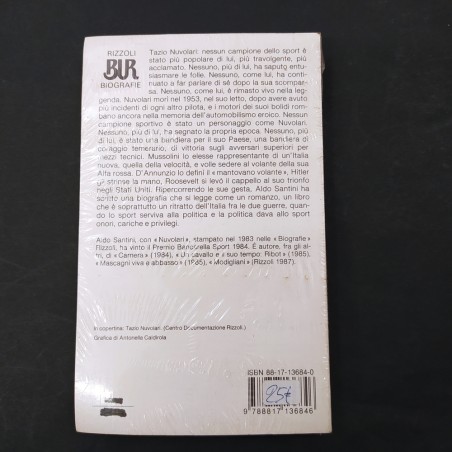 RIZZOLI
BUR
BIOGRAFIE
Tazio Nuvolari: nessun campione dello sport è
stato più popolare di lui, più travolgente, più
acclamato. Nessuno, più di lui, ha saputo entu-
siasmare le folle. Nessuno, come lui, ha conti-
nuato a far parlare di sé dopo la sua scompar-
sa. Nessuno, come lui, è rimasto vivo nella leg-
genda. Nuvolari morì nel 1953, nel suo letto, dopo avere avuto
più incidenti di ogni altro pilota, e i motori dei suoi bolidi rom-
bano ancora nella memoria dell'automobilismo eroico. Nessun
campione sportivo è stato un personaggio come Nuvolari.
Nessuno, più di lui, ha segnato la propria epoca. Nessuno, più
di lui, è stato una bandiera per il suo Paese, una bandiera di
coraggio temerario, di vittoria sugli avversari superiori per
mezzi tecnici. Mussolini lo elesse rappresentante di un'Italia
nuova, quella della velocità, e volle sedere al volante della sua
Alfa rossa. D'Annunzio lo definì il «mantovano volante», Hitler
gli strinse la mano, Roosevelt si levò il cappello al suo trionfo
negli Stati Uniti. Ripercorrendo le sue gesta, Aldo Santini ha
scritto una biografia che si legge come un romanzo, un libro
che è soprattutto un ritratto dell'Italia fra le due guerre, quando
lo sport serviva alla politica e la politica dava allo sport
onori, cariche e privilegi.
Aldo Santini, con «Nuvolari», stampato nel 1983 nelle «Biografie»
Rizzoli, ha vinto il Premio Bancarella Sport 1984. È autore, fra gli al-
tri, di «Carnera» (1984), «Un cavallo e il suo tempo: Ribot» (1985),
«Mascagni viva e abbasso» (1985), «Modigliani» (Rizzoli 1987).
In copertina: Tazio Nuvolari. (Centro Documentazione Rizzoli.)
Grafica di Antonella Caldirola
ISBN 88-17-13684-0
25€
9 788817 136846